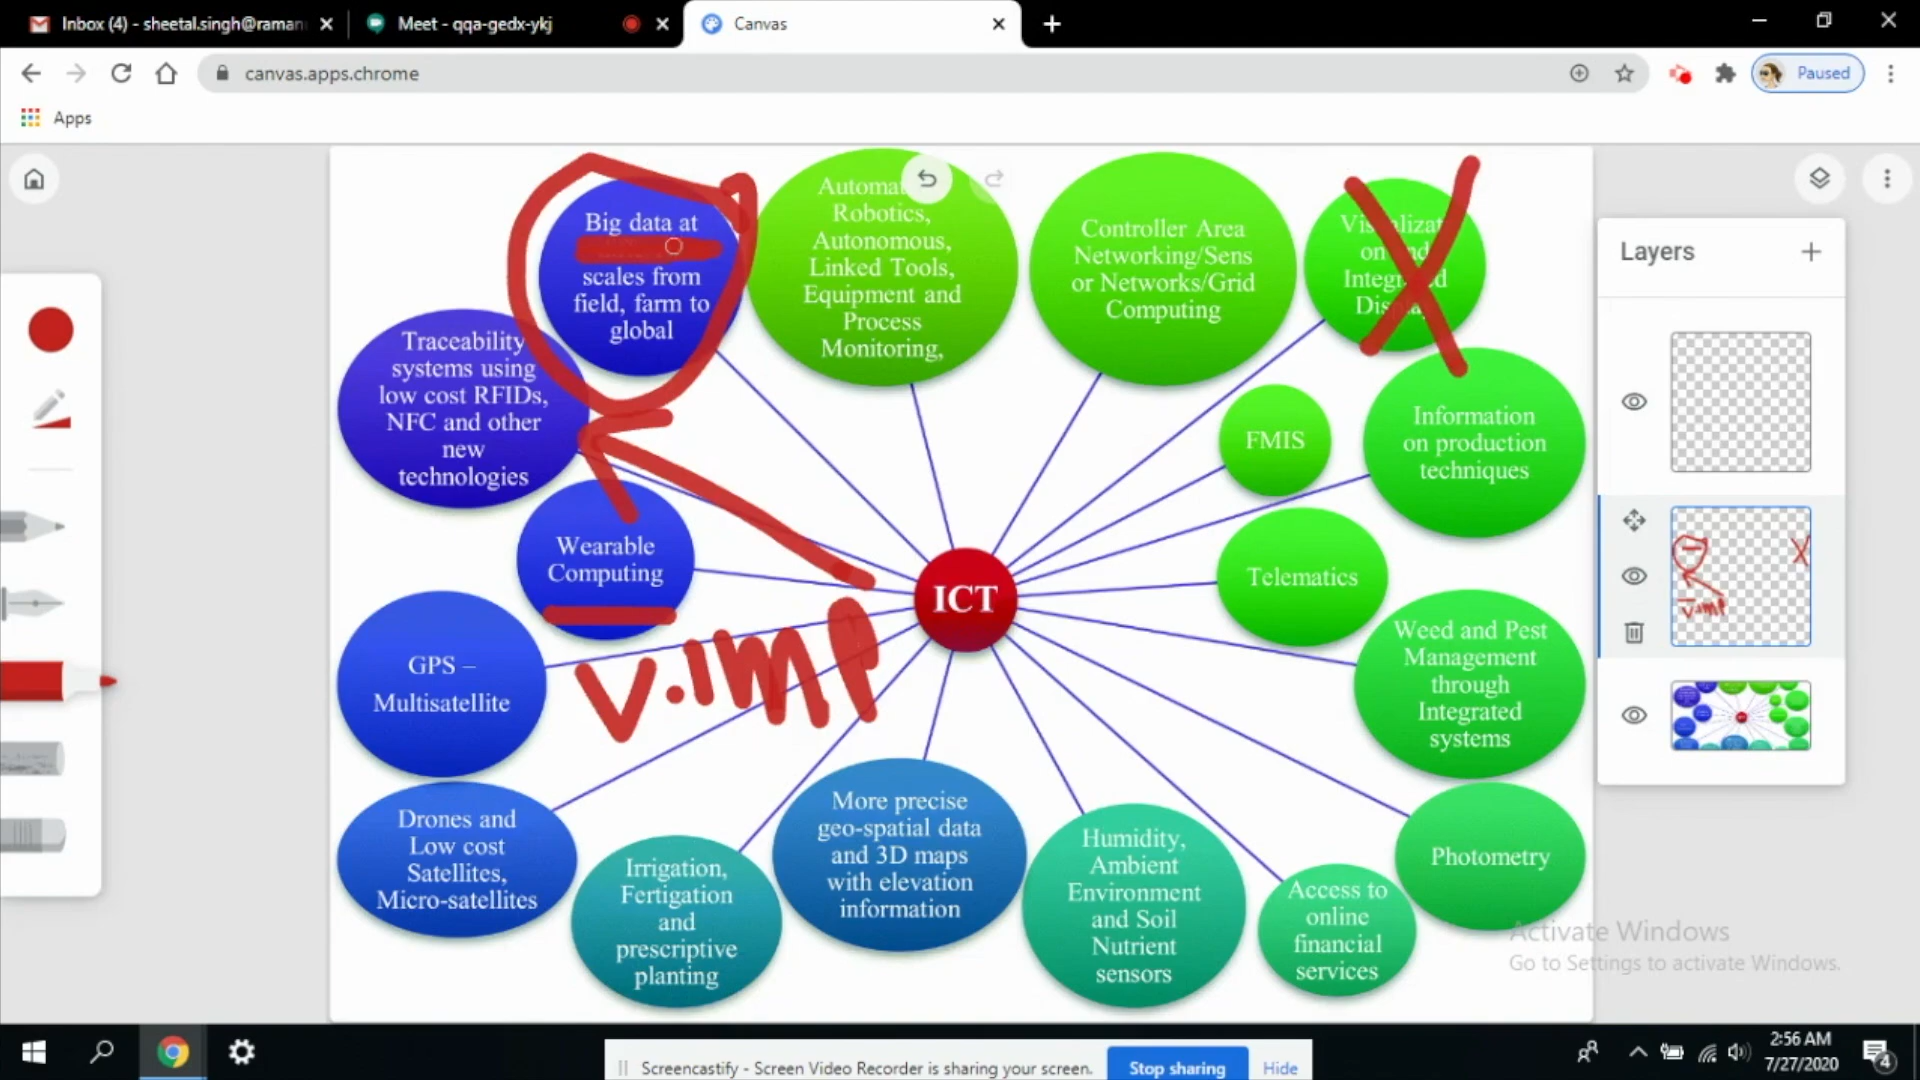 Inbox (4) - sheetal.singh@raman
Meet - qqa-gedx-ykj
Canvas
canvas.apps.chrome
Paused
Apps
Big data at
scales from
field, farm to
global
Robotics,
Autonomous,
Linked Tools,
Equipment and
Process
Monitoring,
Controller Area
Networking/Sens
or Networks/Grid
Computing
Layers
Traceability
systems using
low cost RFIDs,
NFC and other
new
technologies
FMIS
Information
on production
techniques
Wearable
Computing
ICT
Telematics
GPS –
Multisatellite
v.imp
Weed and Pest
Management
through
Integrated
systems
Drones and
Low cost
Satellites,
Micro-satellites
Irrigation,
Fertigation
and
prescriptive
planting
More precise
geo-spatial data
and 3D maps
with elevation
information
Humidity,
Ambient
Environment
and Soil
Nutrient
sensors
Access to
online
financial
services
Photometry
Activate Windows
Go to Settings to activate Windows.
Screencastify - Screen Video Recorder is sharing your screen.
Stop sharing
Hide
2:56 AM
7/27/2020
4